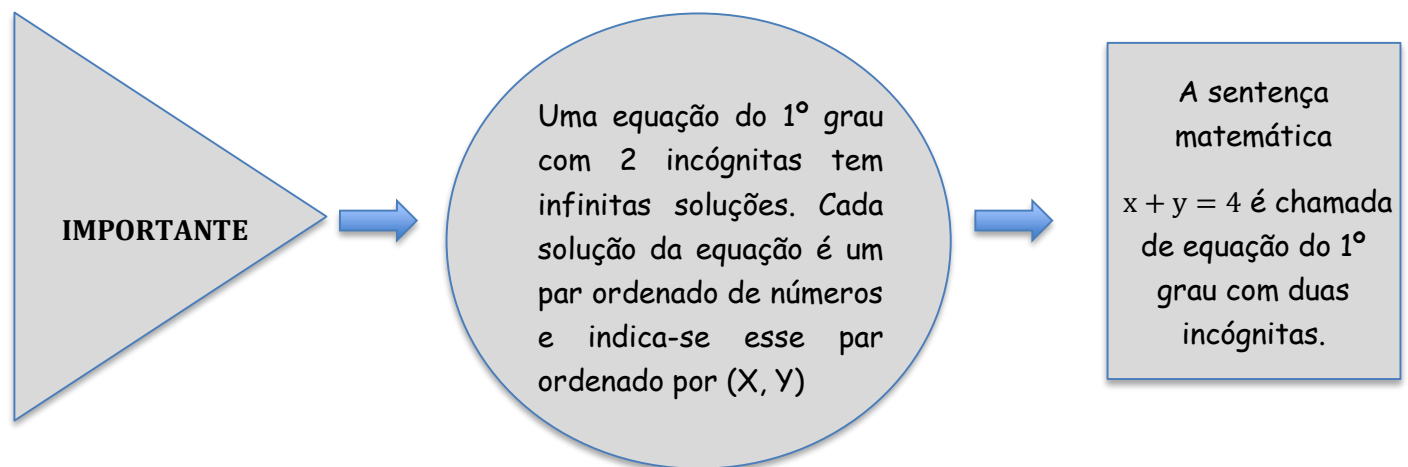 IMPORTANTE
Uma equação do 1º grau
com 2 incógnitas tem
infinitas soluções. Cada
solução da equação é um
par ordenado de números
e indica-se esse par
ordenado por (X, Y)
A sentença
matemática
x + y = 4 é chamada
de equação do 1º
grau com duas
incógnitas.